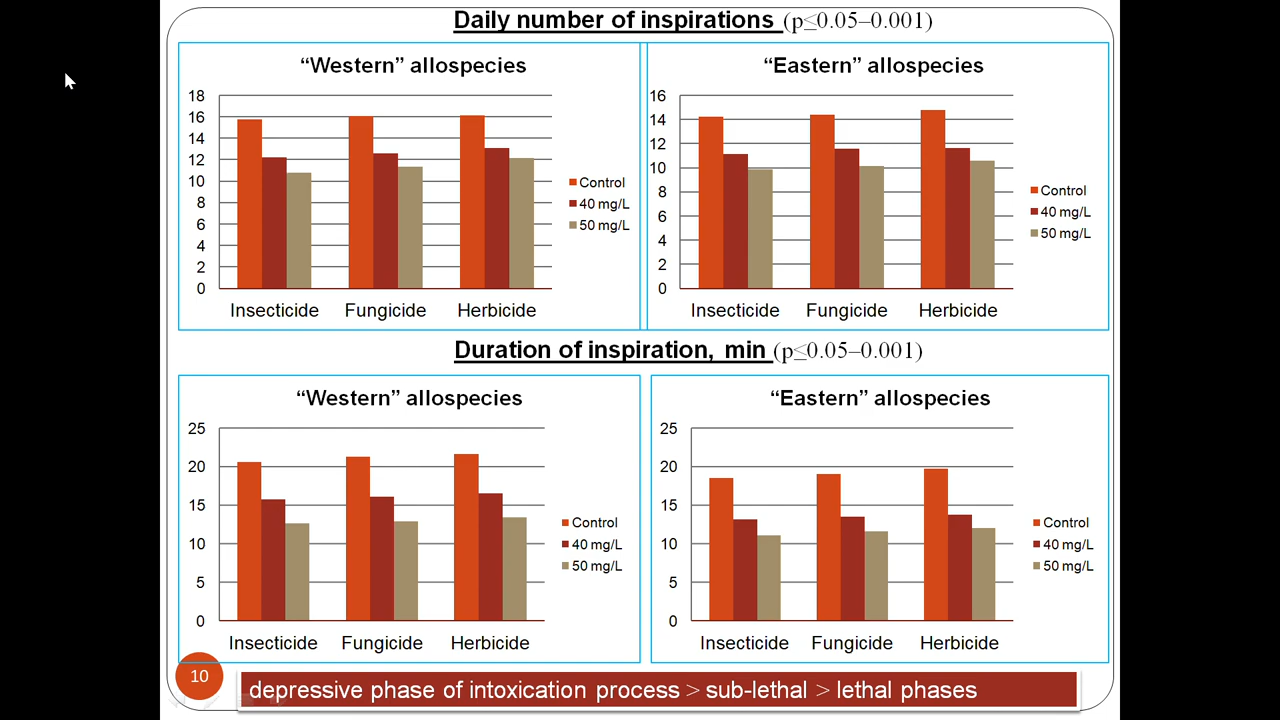 Daily number of inspirations (p≤0.05–0.001)
“Western” allospecies
18
16
14
12
10
8
6
4
2
0
Insecticide Fungicide Herbicide
Control
40 mg/L
50 mg/L
“Eastern” allospecies
16
14
12
10
8
6
4
2
0
Insecticide Fungicide Herbicide
Control
40 mg/L
50 mg/L
Duration of inspiration, min (p≤0.05–0.001)
“Western” allospecies
25
20
15
10
5
0
Insecticide Fungicide Herbicide
Control
40 mg/L
50 mg/L
“Eastern” allospecies
25
20
15
10
5
0
Insecticide Fungicide Herbicide
Control
40 mg/L
50 mg/L
10
depressive phase of intoxication process > sub-lethal > lethal phases